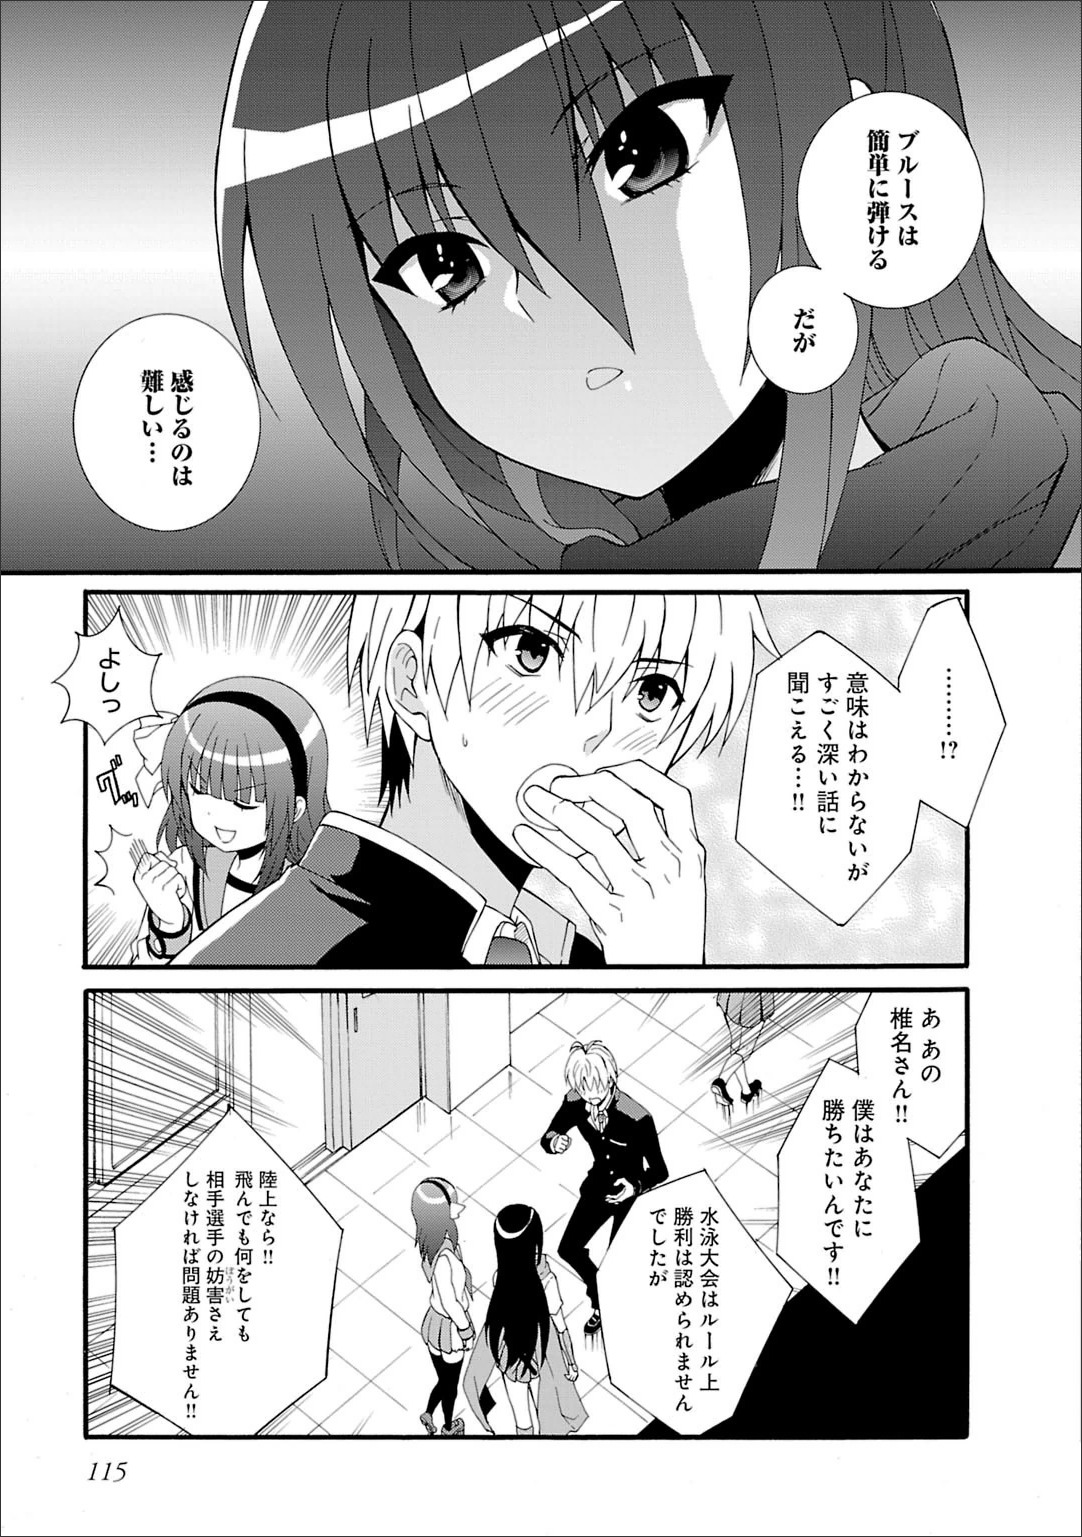 ブルースは
簡単に弾ける
だが
感じるのは
難しい…
………!?
意味はわからないが
すごく深い話に
聞こえる…!!
よしっ
グッ
あ あの
椎名さん!!
僕はあなたに
勝ちたいんです!!
水泳大会はルール上
勝利は認められません
でしたが
陸上なら!!
飛んでも何をしても
相手選手の妨害さえ
ぼうがい
しなければ問題ありません!!
115